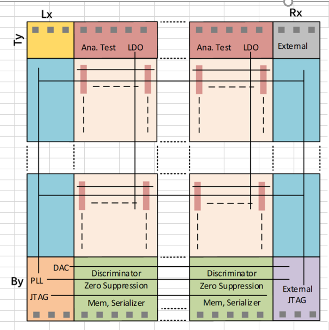 Lx
Rx
Ty
Ana. Test
LDO
Ana. Test
LDO
External
By
DAC
PLL
JTAG
Discriminator
Zero Suppression
Mem, Serializer
Discriminator
Zero Suppression
Mem, Serializer
External
JTAG